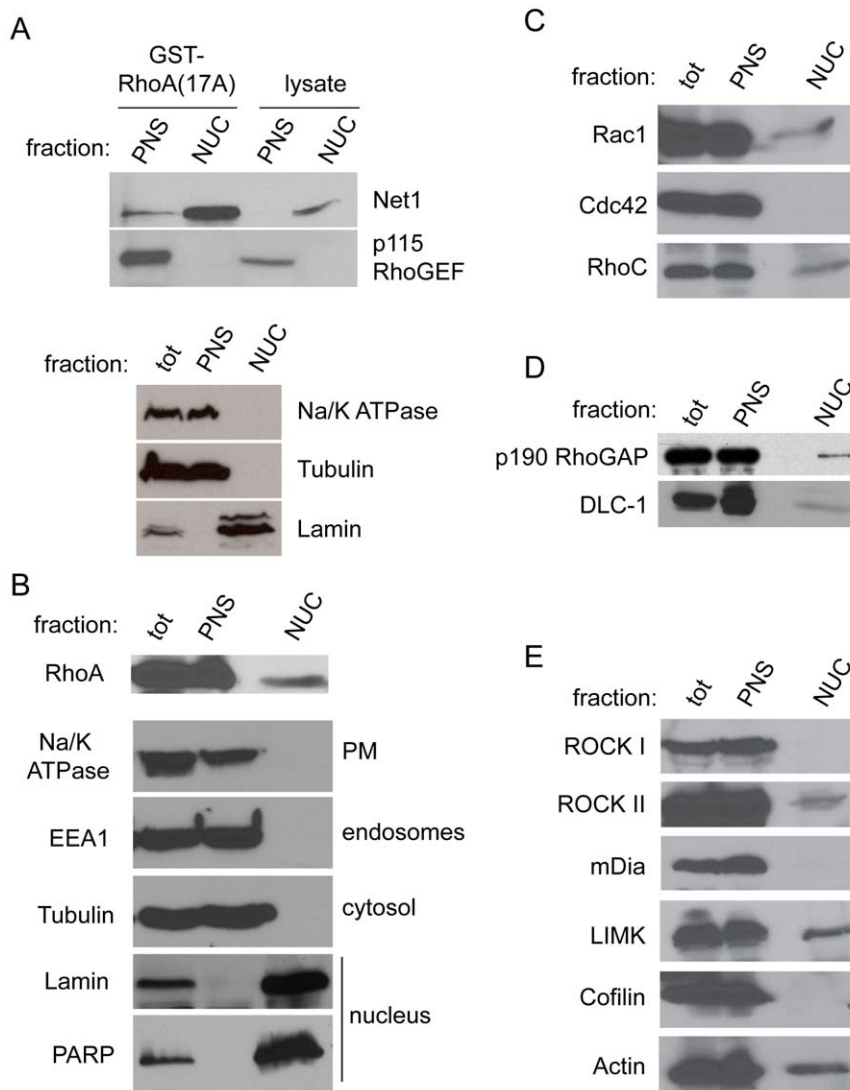 A
GST-
RhoA(17A)
lysate
fraction:
PNS
NUC
PNS
NUC
Net1
p115
RhoGEF
fraction:
tot
PNS
NUC
Na/K ATPase
Tubulin
Lamin
B
fraction:
tot
PNS
NUC
RhoA
Na/K
ATPase
PM
EEA1
endosomes
Tubulin
cytosol
Lamin
PARP
nucleus
C
fraction:
tot
PNS
NUC
Rac1
Cdc42
RhoC
D
fraction:
tot
PNS
NUC
p190 RhoGAP
DLC-1
E
fraction:
tot
PNS
NUC
ROCK I
ROCK II
mDia
LIMK
Cofilin
Actin